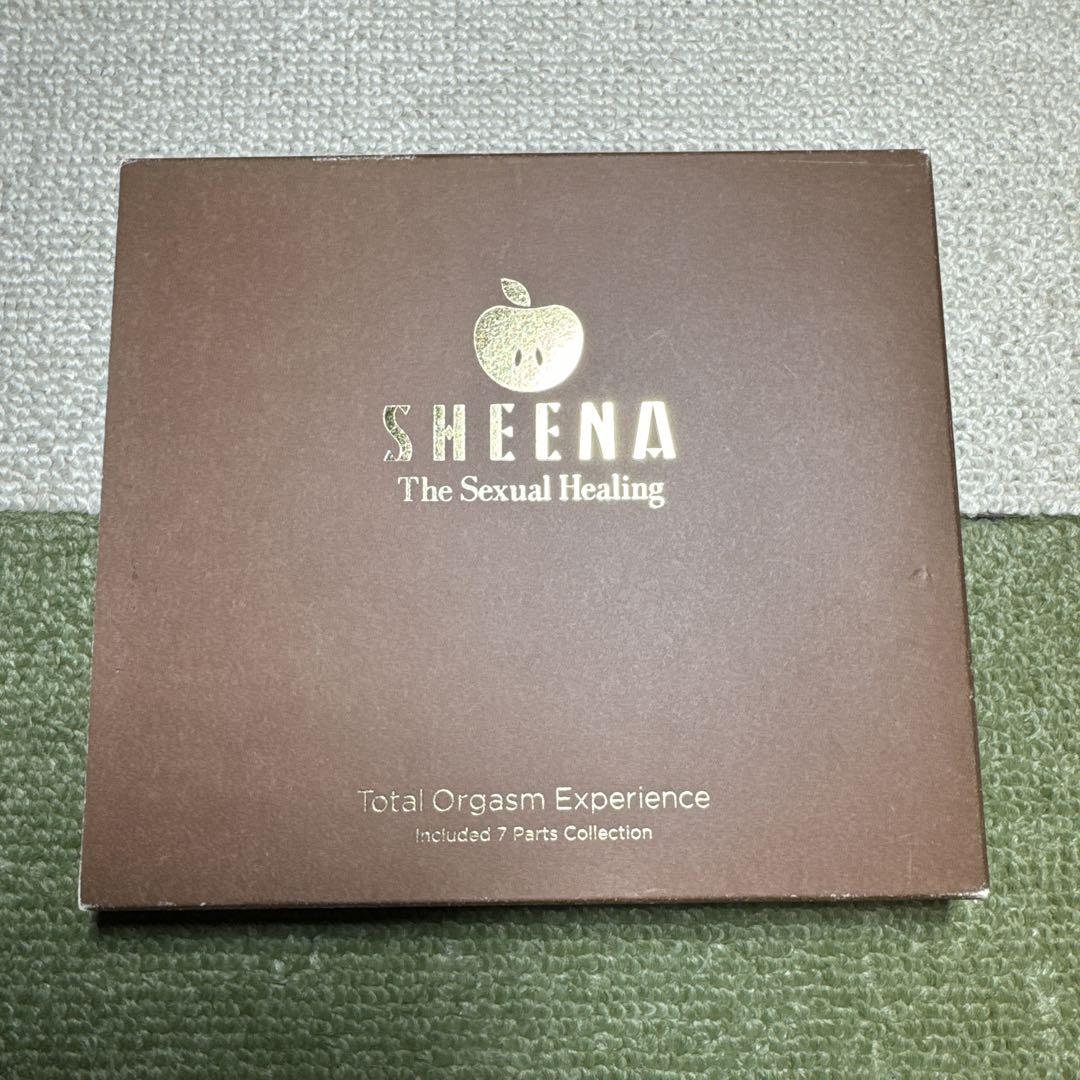 SHEENA
The Sexual Healing
Total Orgasm Experience
Included 7 Parts Collection